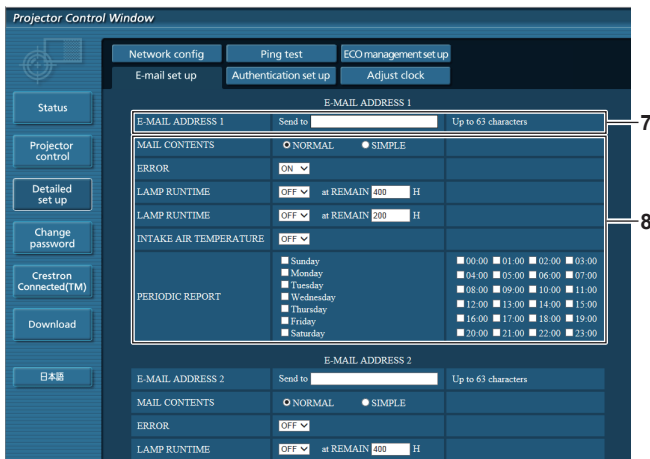 Projector Control Window
Network config Ping test ECO management set up
E-mail set up Authentication set up Adjust clock
Status
Projector control
Detailed set up
Change password
Crestron Connected(TM)
Download
日本語
E-MAIL ADDRESS 1
E-MAIL ADDRESS 1 Send to Up to 63 characters
7
MAIL CONTENTS NORMAL SIMPLE
ERROR ON
LAMP RUNTIME OFF at REMAIN 400 H
LAMP RUNTIME OFF at REMAIN 200 H
8
INTAKE AIR TEMPERATURE OFF
PERIODIC REPORT
Sunday
Monday
Tuesday
Wednesday
Thursday
Friday
Saturday
00:00 01:00 02:00 03:00
04:00 05:00 06:00 07:00
08:00 09:00 10:00 11:00
12:00 13:00 14:00 15:00
16:00 17:00 18:00 19:00
20:00 21:00 22:00 23:00
E-MAIL ADDRESS 2
E-MAIL ADDRESS 2 Send to Up to 63 characters
MAIL CONTENTS NORMAL SIMPLE
ERROR OFF
LAMP RUNTIME OFF at REMAIN 400 H